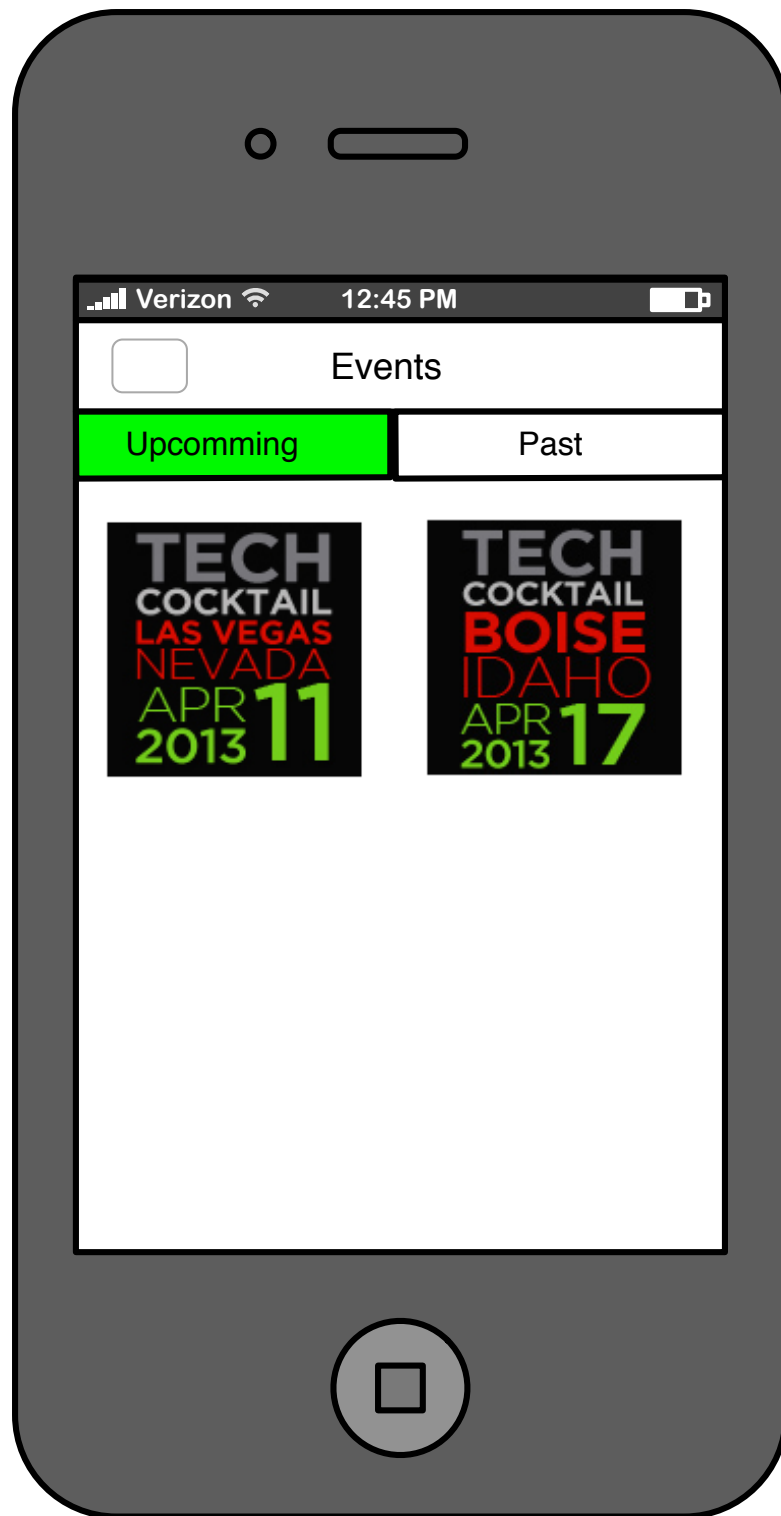 Verizon 12:45 PM
Events
Upcomming Past
TECH
COCKTAIL
LAS VEGAS
NEVADA
APR 11
2013
TECH
COCKTAIL
BOISE
IDAHO
APR 17
2013